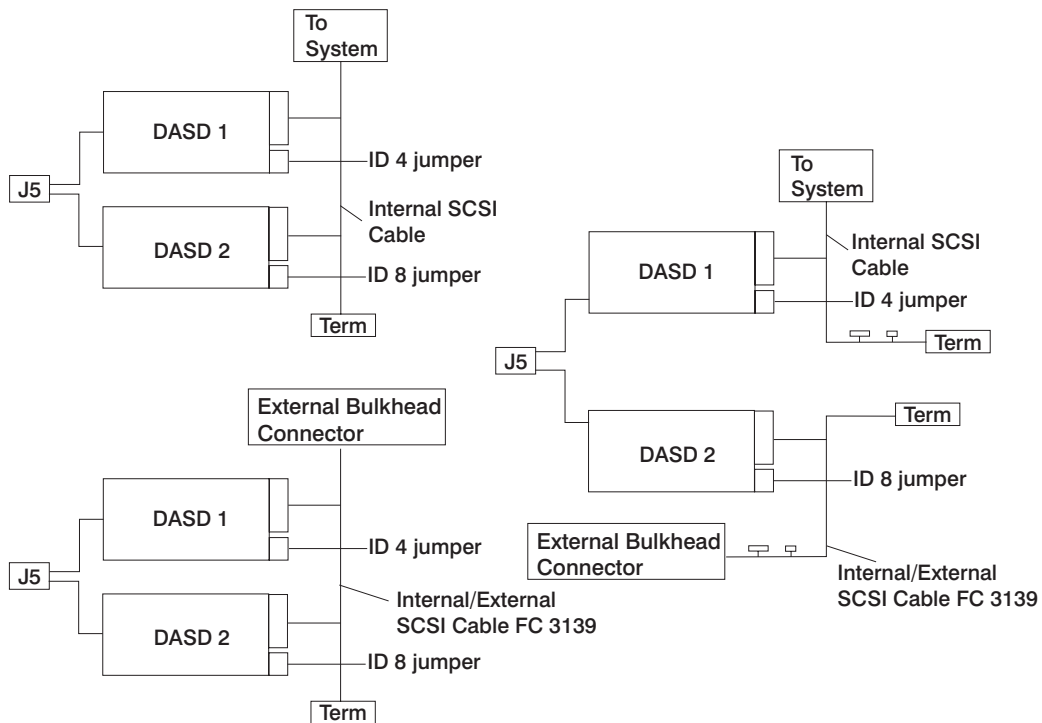 To
System
DASD 1
ID 4 jumper
J5
Internal SCSI
Cable
DASD 2
ID 8 jumper
Term
External Bulkhead
Connector
DASD 1
ID 4 jumper
J5
Internal/External
SCSI Cable FC 3139
DASD 2
ID 8 jumper
Term
To
System
Internal SCSI
Cable
DASD 1
ID 4 jumper
Term
J5
Term
DASD 2
ID 8 jumper
External Bulkhead
Connector
Internal/External
SCSI Cable FC 3139